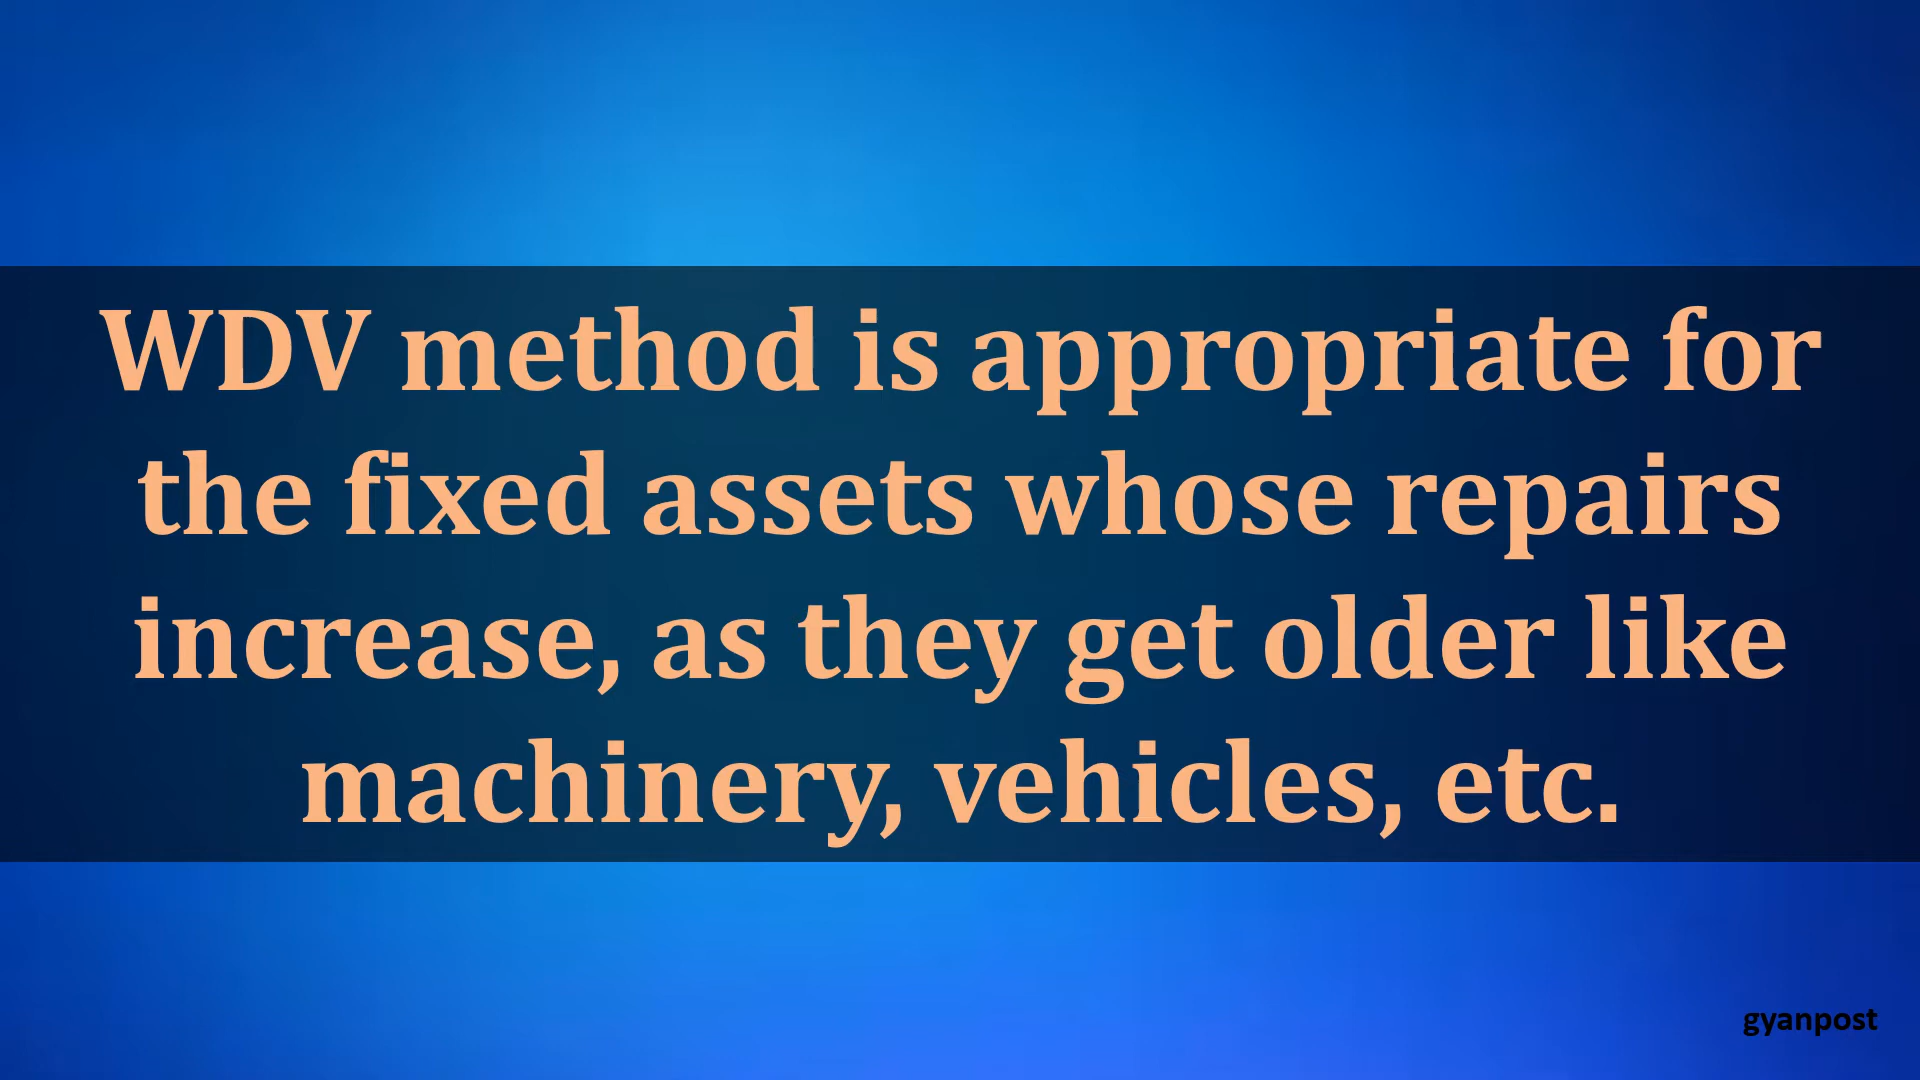 WDV method is appropriate for
the fixed assets whose repairs
increase, as they get older like
machinery, vehicles, etc.
gyanpost